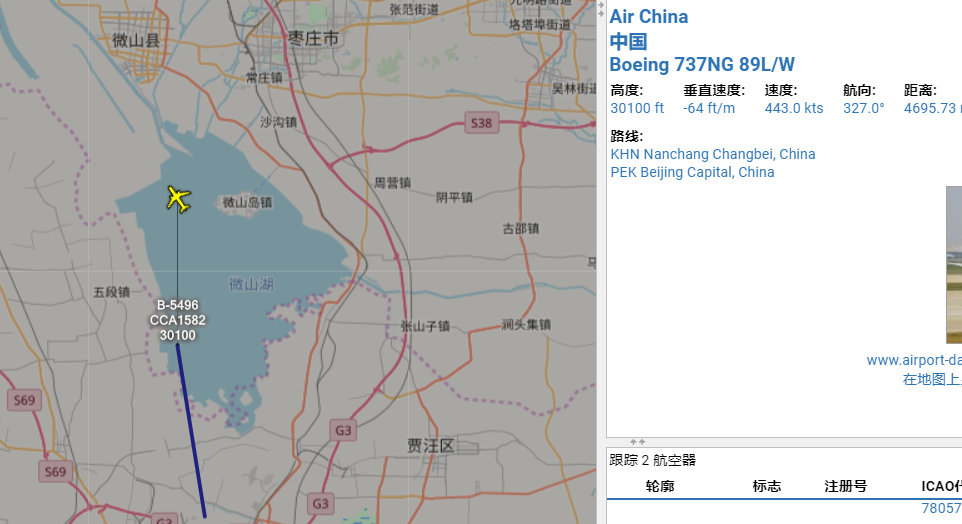 张范街道
微山县
枣庄市
垎塔埠街道
常庄镇
吴林街道
沙沟镇
S38
周营镇
阴平镇
微山岛镇
古邵镇
微山湖
五段镇
B-5496
CCA1582
30100
张山子镇
涧头集镇
S69
G3
贾汪区
S69
G3
G3
Air China
中国
Boeing 737NG 89L/W
高度: 垂直速度: 速度: 航向: 距离:
30100 ft -64 ft/m 443.0 kts 327.0° 4695.73
路线:
KHN Nanchang Changbei, China
PEK Beijing Capital, China
www.airport-da
在地图上
跟踪 2 航空器
轮廓 标志 注册号 ICAO代
78057